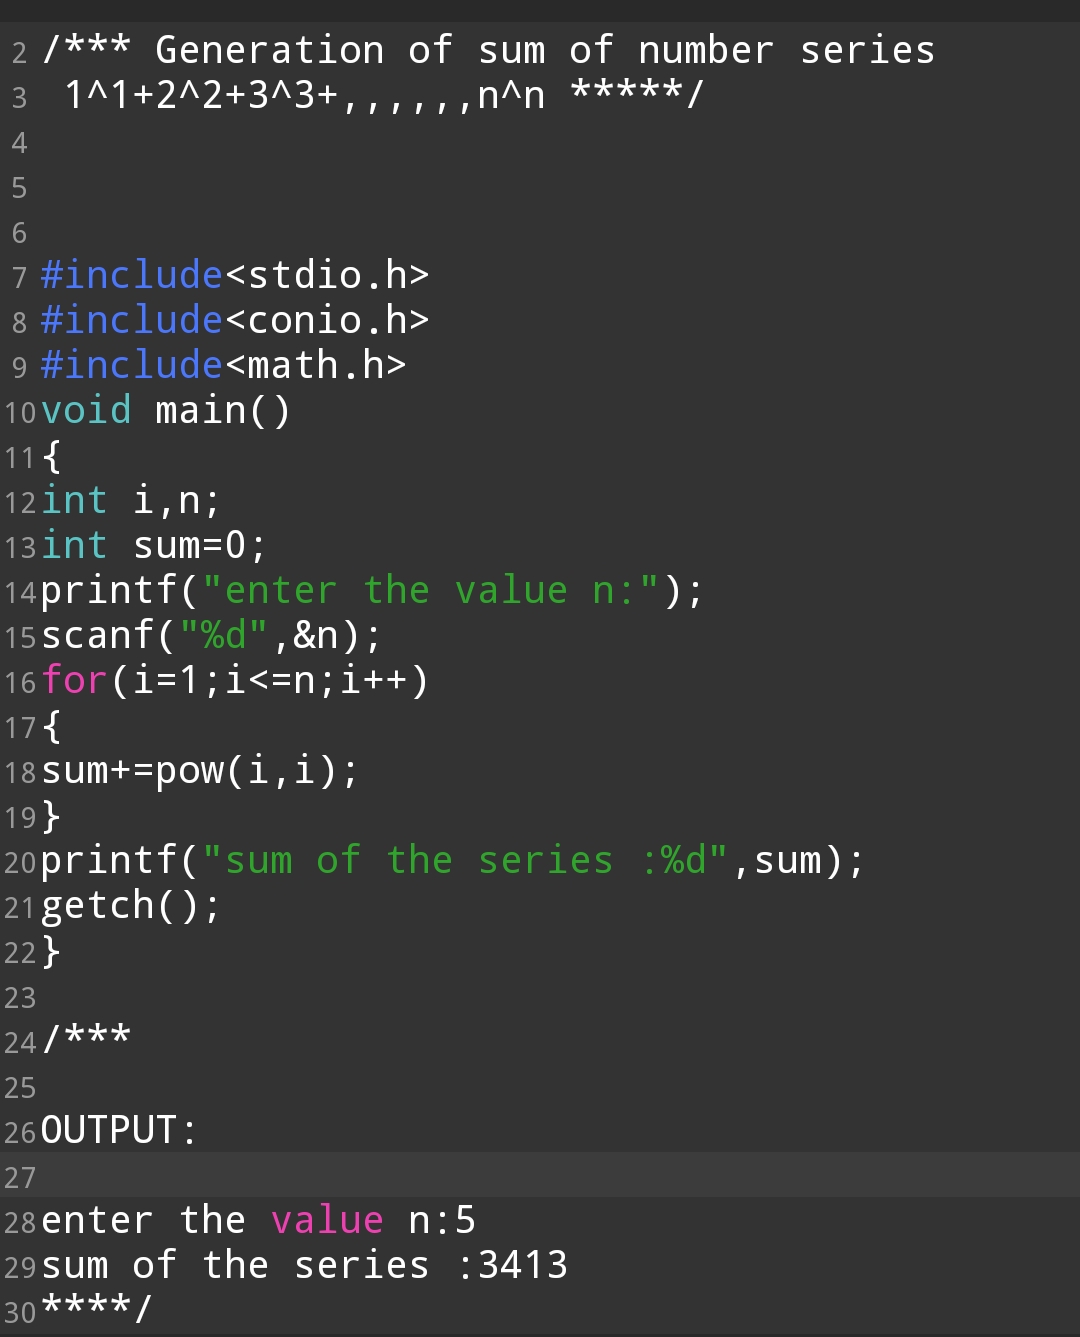 2 /*** Generation of sum of number series
3  1^1+2^2+3^3+,,,,,,n^n *****/
4
5
6
7 #include<stdio.h>
8 #include<conio.h>
9 #include<math.h>
10 void main()
11 {
12 int i,n;
13 int sum=0;
14 printf("enter the value n:");
15 scanf("%d",&n);
16 for(i=1;i<=n;i++)
17 {
18 sum+=pow(i,i);
19 }
20 printf("sum of the series :%d",sum);
21 getch();
22 }
23
24 /***
25
26 OUTPUT:
27
28 enter the value n:5
29 sum of the series :3413
30 ****/